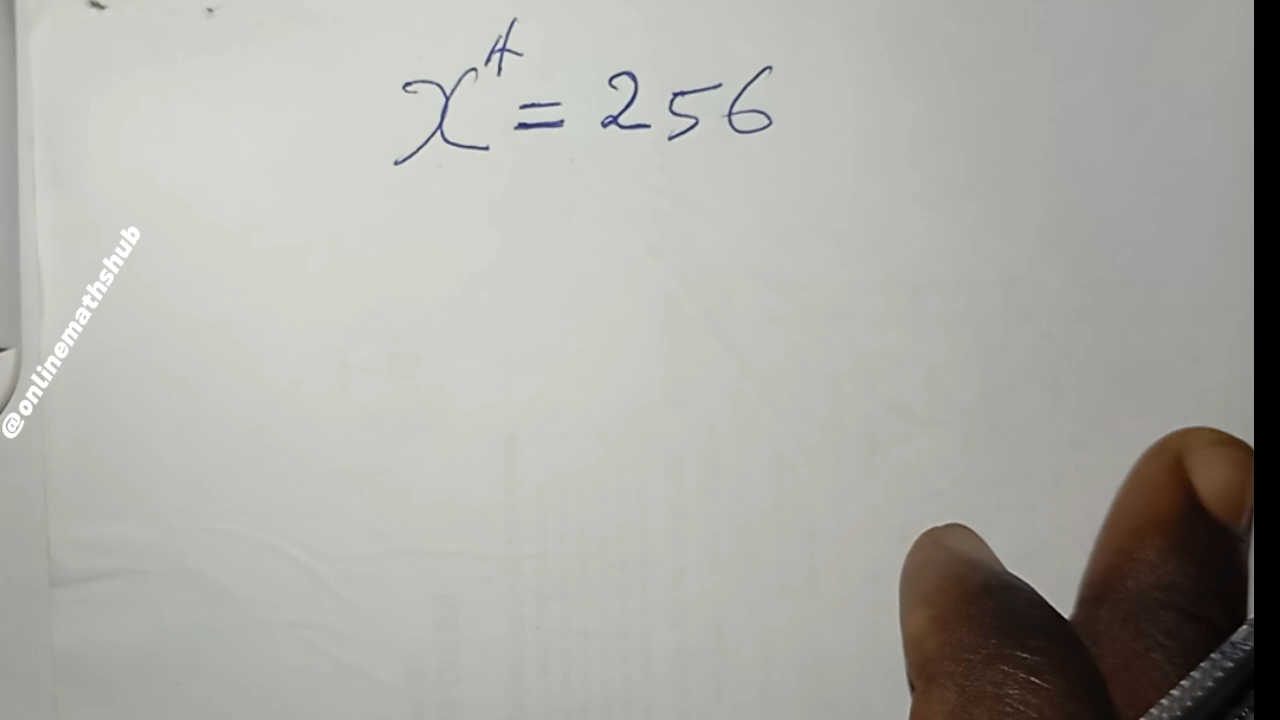 x⁴ = 256
@onlinemathshub